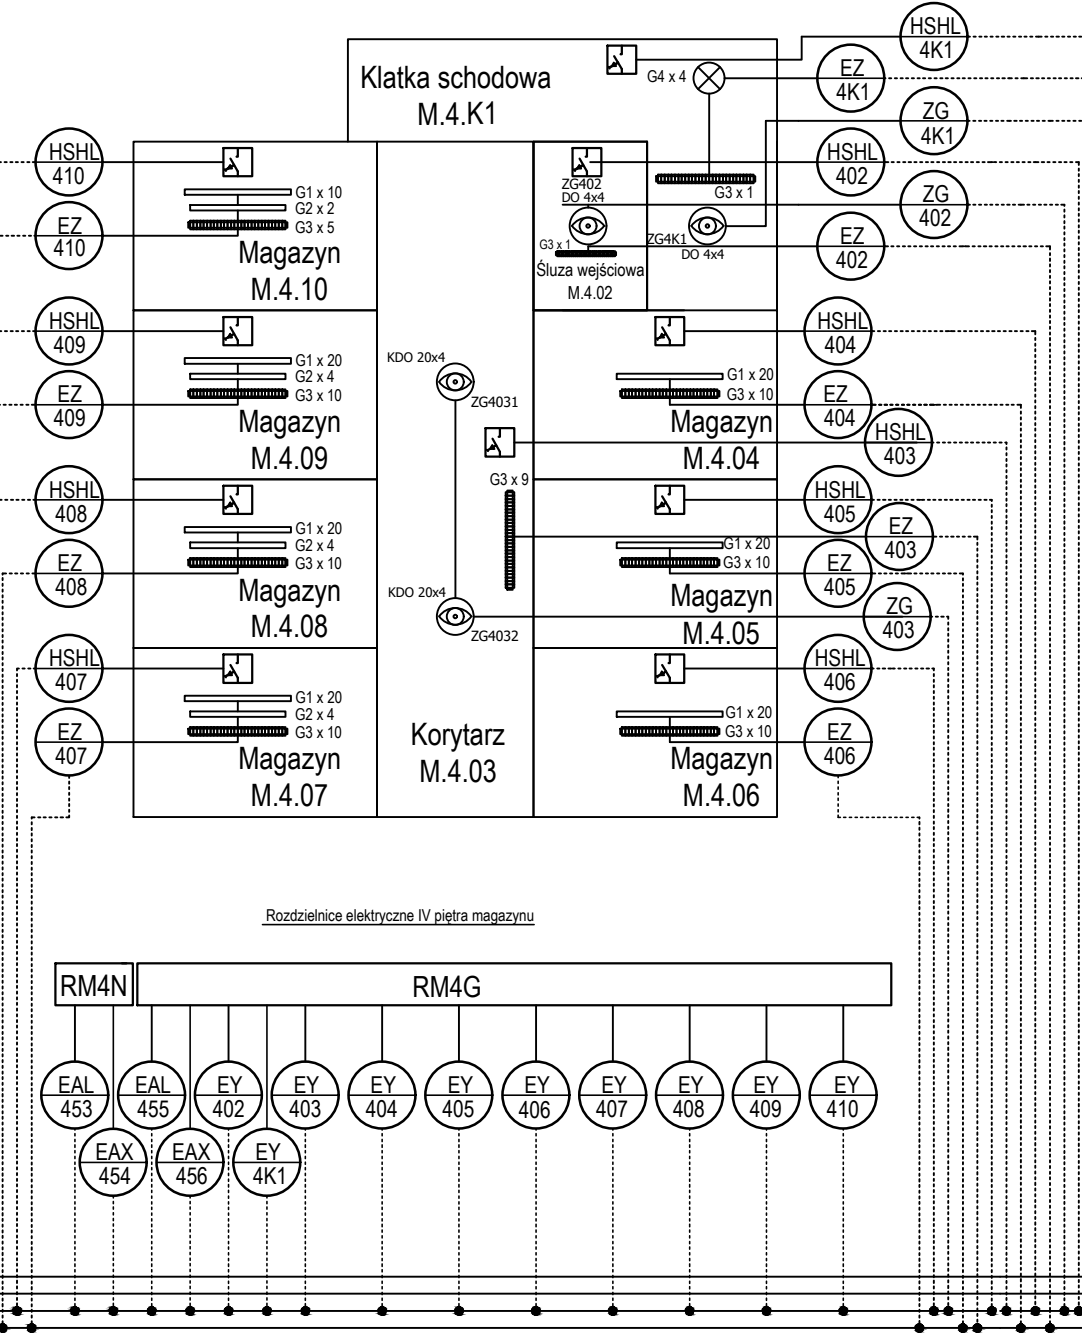 HSHL
4K1
Klatka schodowa
M.4.K1
G4 x 4
EZ
4K1
ZG
4K1
HSHL
410
HSHL
402
ZG402
DO 4x4
G3 x 1
G1 x 10
G2 x 2
G3 x 5
ZG
402
EZ
410
Magazyn
M.4.10
G3 x 1
ZG4K1
DO 4x4
EZ
402
Śluza wejściowa
M.4.02
HSHL
409
HSHL
404
G1 x 20
G2 x 4
G3 x 10
KDO 20x4
ZG4031
G1 x 20
G3 x 10
EZ
409
EZ
404
Magazyn
M.4.09
Magazyn
M.4.04
HSHL
403
HSHL
408
G3 x 9
HSHL
405
G1 x 20
G2 x 4
G3 x 10
EZ
403
G1 x 20
G3 x 10
EZ
408
EZ
405
Magazyn
M.4.08
KDO 20x4
ZG4032
Magazyn
M.4.05
ZG
403
HSHL
407
HSHL
406
G1 x 20
G2 x 4
G3 x 10
G1 x 20
G3 x 10
EZ
407
EZ
406
Magazyn
M.4.07
Korytarz
M.4.03
Magazyn
M.4.06
Rozdzielnice elektryczne IV piętra magazynu
RM4N
RM4G
EAL
453
EAL
455
EY
402
EY
403
EY
404
EY
405
EY
406
EY
407
EY
408
EY
409
EY
410
EAX
454
EAX
456
EY
4K1